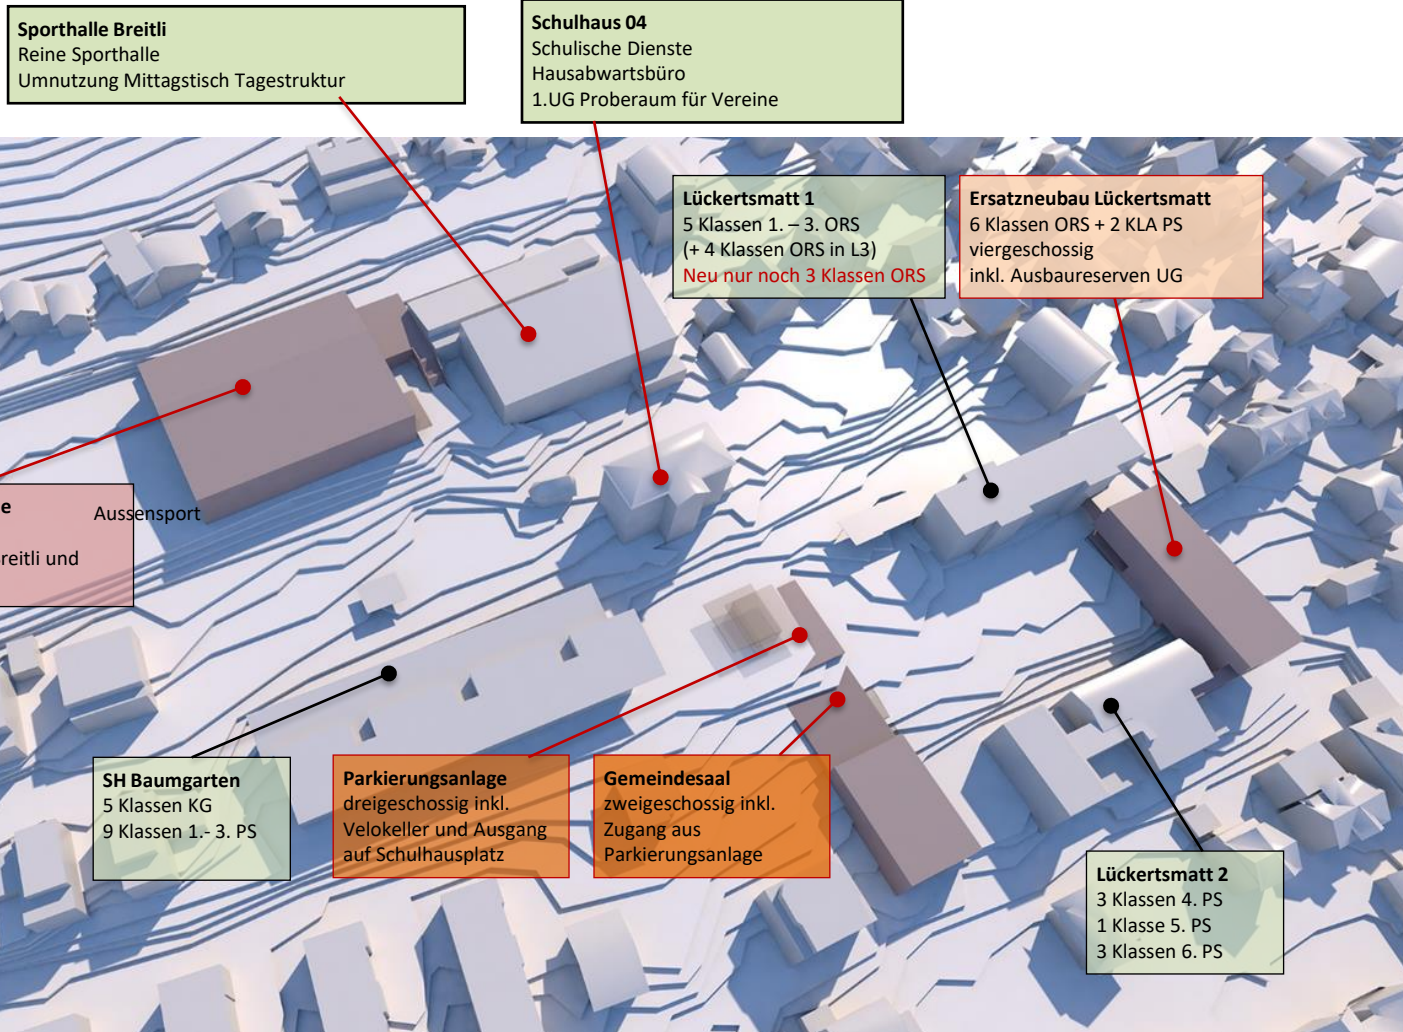 Sporthalle Breitli
Reine Sporthalle
Umnutzung Mittagstisch Tagestruktur
Schulhaus 04
Schulische Dienste
Hausabwartsbüro
1.UG Proberaum für Vereine
Lückertsmatt 1
5 Klassen 1. – 3. ORS
(+ 4 Klassen ORS in L3)
Neu nur noch 3 Klassen ORS
Ersatzneubau Lückertsmatt
6 Klassen ORS + 2 KLA PS
viergeschossig
inkl. Ausbaureserven UG
e
Aussensport
reitli und
SH Baumgarten
5 Klassen KG
9 Klassen 1.- 3. PS
Parkierungsanlage
dreigeschossig inkl.
Velokeller und Ausgang
auf Schulhausplatz
Gemeindesaal
zweigeschossig inkl.
Zugang aus
Parkierungsanlage
Lückertsmatt 2
3 Klassen 4. PS
1 Klasse 5. PS
3 Klassen 6. PS